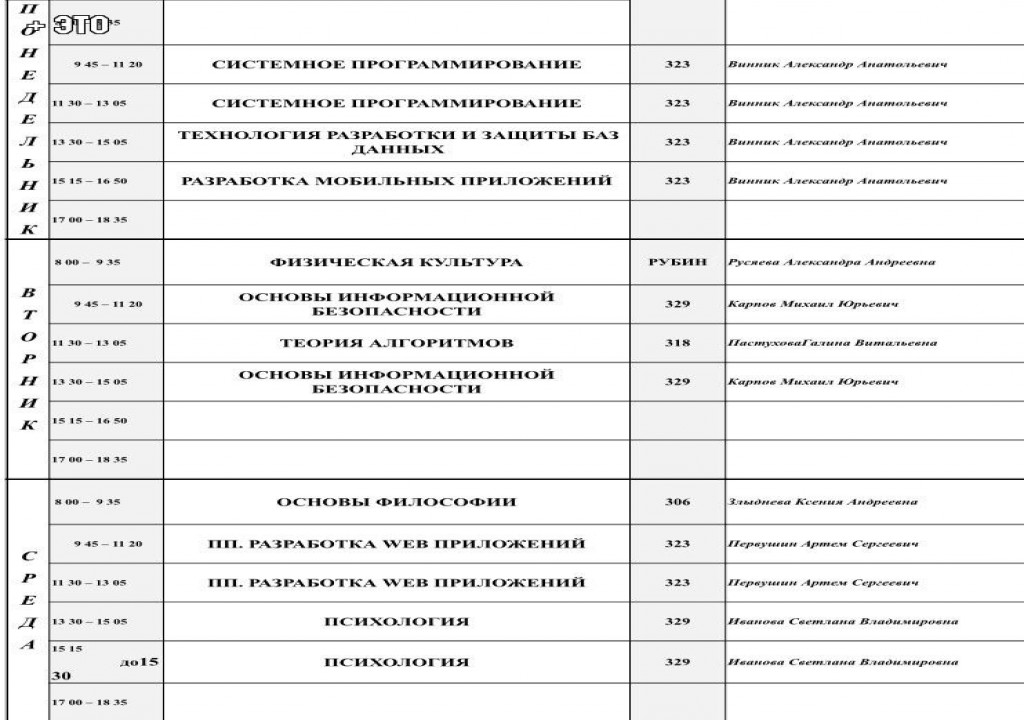 ПОНЕДЕЛЬНИК
+ ЭТО
35
9 45 – 11 20 СИСТЕМНОЕ ПРОГРАММИРОВАНИЕ 323 Винник Александр Анатольевич
11 30 – 13 05 СИСТЕМНОЕ ПРОГРАММИРОВАНИЕ 323 Винник Александр Анатольевич
13 30 – 15 05 ТЕХНОЛОГИЯ РАЗРАБОТКИ И ЗАЩИТЫ БАЗ
ДАННЫХ 323 Винник Александр Анатольевич
15 15 – 16 50 РАЗРАБОТКА МОБИЛЬНЫХ ПРИЛОЖЕНИЙ 323 Винник Александр Анатольевич
17 00 – 18 35
ВТОРНИК
8 00 – 9 35 ФИЗИЧЕСКАЯ КУЛЬТУРА РУБИН Русяева Александра Андреевна
9 45 – 11 20 ОСНОВЫ ИНФОРМАЦИОННОЙ
БЕЗОПАСНОСТИ 329 Карпов Михаил Юрьевич
11 30 – 13 05 ТЕОРИЯ АЛГОРИТМОВ 318 ПастуховаГалина Витальевна
13 30 – 15 05 ОСНОВЫ ИНФОРМАЦИОННОЙ
БЕЗОПАСНОСТИ 329 Карпов Михаил Юрьевич
15 15 – 16 50
17 00 – 18 35
СРЕДА
8 00 – 9 35 ОСНОВЫ ФИЛОСОФИИ 306 Злыднева Ксения Андреевна
9 45 – 11 20 ПП. РАЗРАБОТКА WEB ПРИЛОЖЕНИЙ 323 Первушин Артем Сергеевич
11 30 – 13 05 ПП. РАЗРАБОТКА WEB ПРИЛОЖЕНИЙ 323 Первушин Артем Сергеевич
13 30 – 15 05 ПСИХОЛОГИЯ 329 Иванова Светлана Владимировна
15 15
до15 ПСИХОЛОГИЯ 329 Иванова Светлана Владимировна
30
17 00 – 18 35